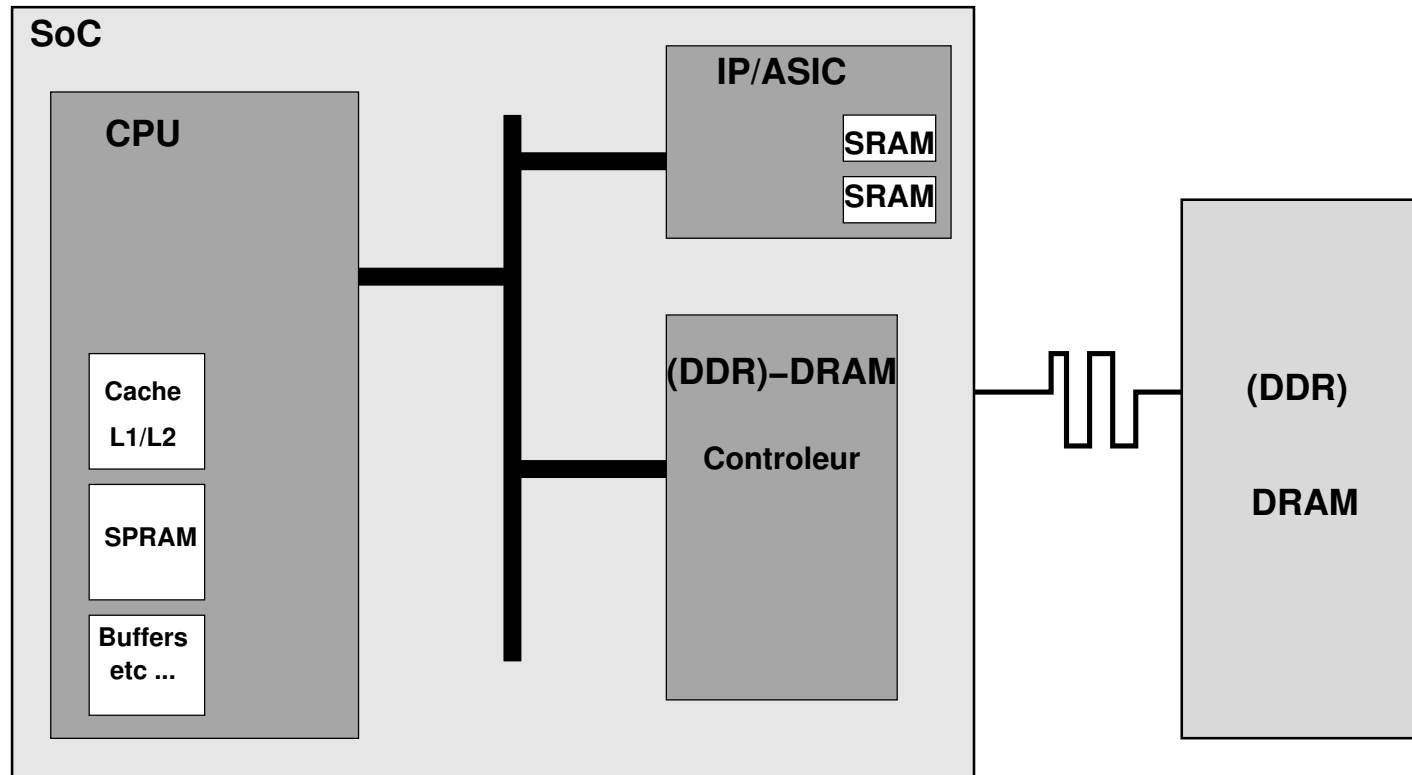 SoC
CPU
Cache
L1/L2
SPRAM
Buffers
etc ...
IP/ASIC
SRAM
SRAM
(DDR)–DRAM
Controleur
(DDR)
DRAM